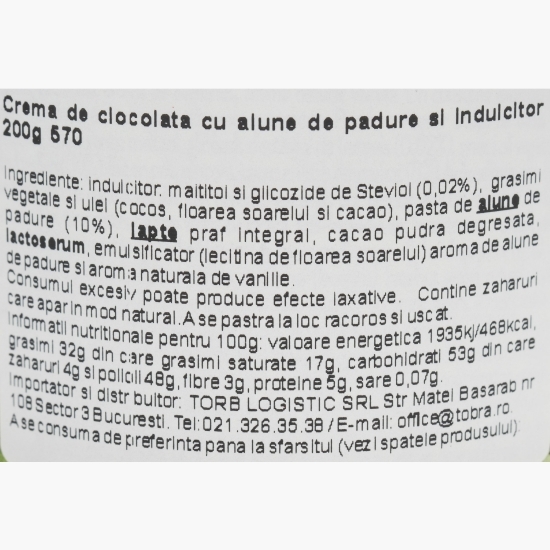 Crema de ciocolata cu alune de padure si indulcitor
200g 570
Ingrediente: indulcitor: maltitol si glicozide de Steviol (0,02%), grasimi
vegetale si ulei (cocos, floarea soarelui si cacao), pasta de alune de
padure (10%), lapte praf integral, cacao pudra degresata,
lactoserum, emulsificator (lecitina de floarea soarelui) aroma de alune
de padure si aroma naturala de vanilie.
Consumul excesiv poate produce efecte laxative. Contine zaharuri
care apar in mod natural. A se pastra la loc racoros si uscat.
Informatii nutritionale pentru 100g: valoare energetica 1935kj/468kcal,
grasimi 32g din care grasimi saturate 17g, carbohidrati 53g din care
zaharuri 4g si polioli 48g, fibre 3g, proteine 5g, sare 0,07g.
Importator si distribuitor: TORB LOGISTIC SRL Str Matei Basarab nr
108 Sector 3 Bucuresti. Tel: 021.326.35.38 / E-mail: office@tobra.ro.
A se consuma de preferinta pana la sfarsitul (vezi spatele produsului):